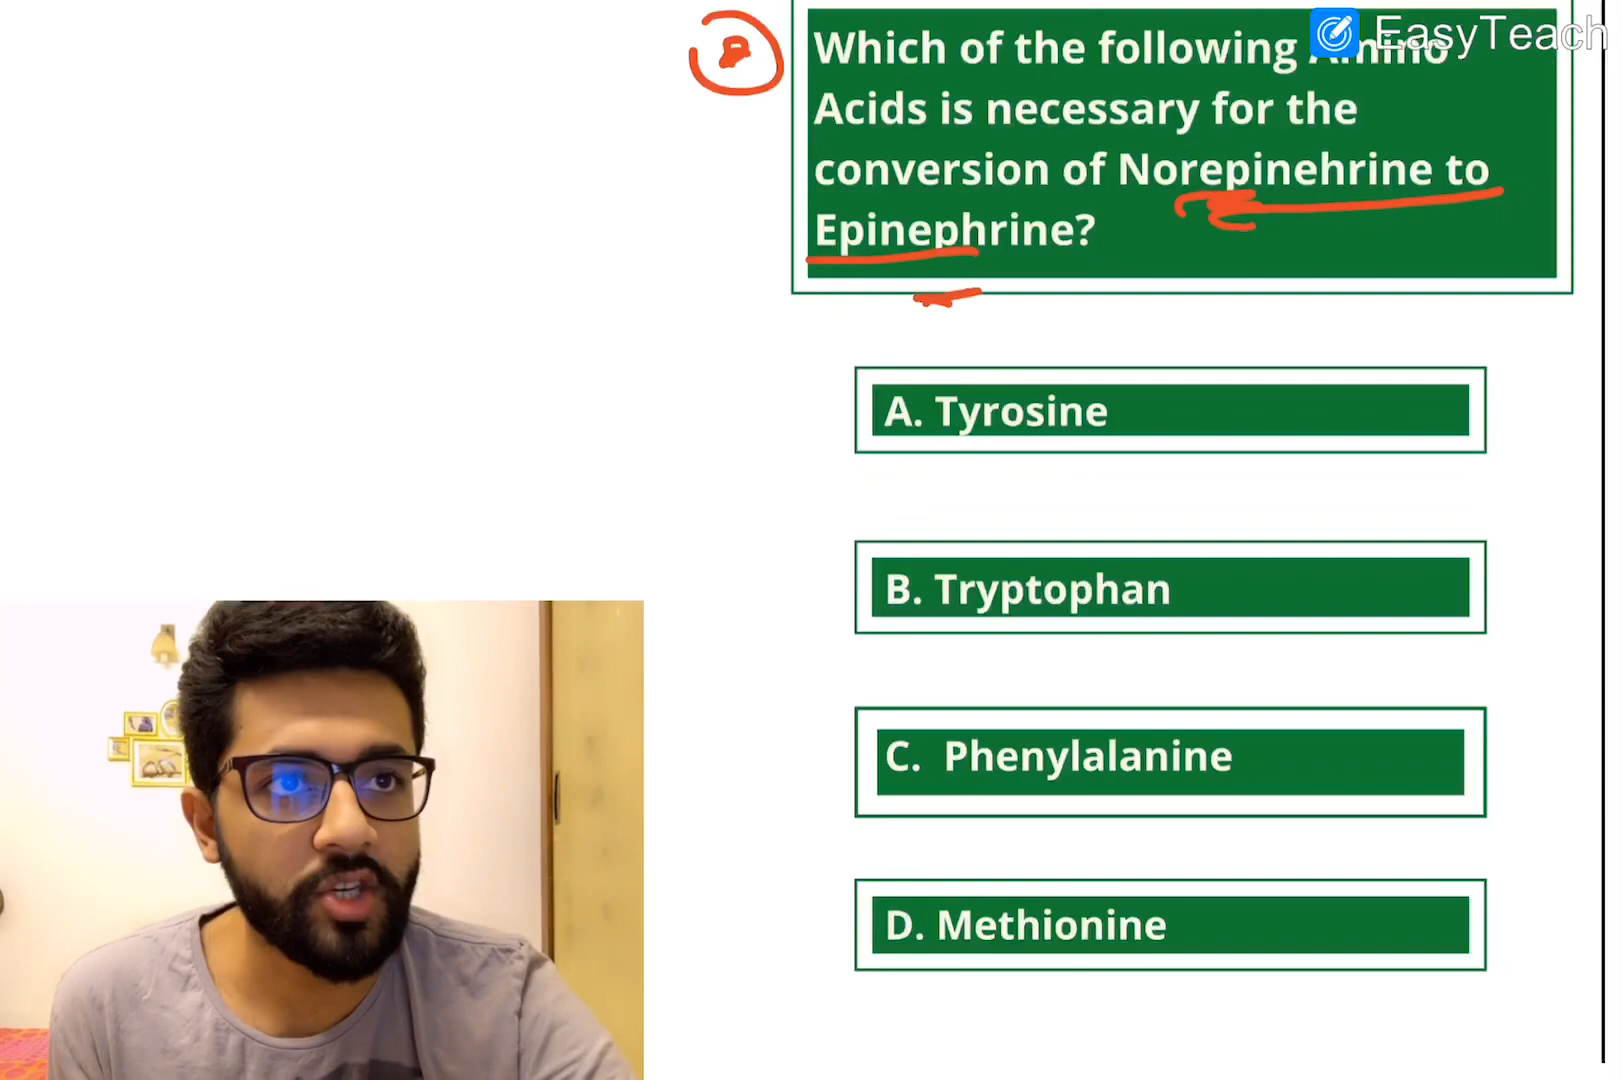 Which of the following Amino
EasyTeach
Acids is necessary for the
conversion of Norepinehrine to
Epinephrine?
A. Tyrosine
B. Tryptophan
C. Phenylalanine
D. Methionine